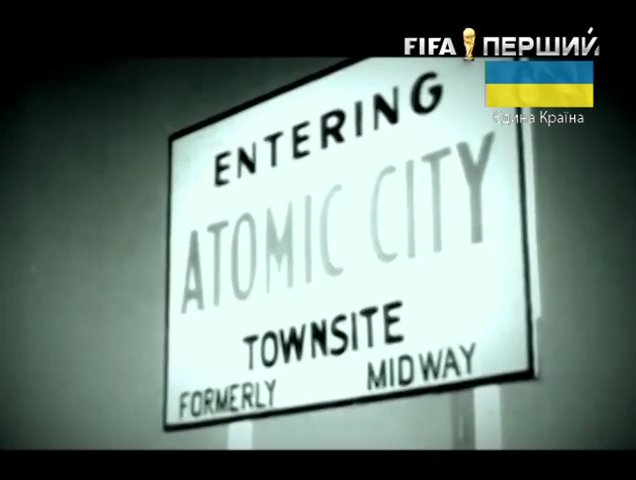 FIFA ПЕРШИЙ
Єдина Країна
ENTERING
ATOMIC CITY
TOWNSITE
FORMERLY MIDWAY